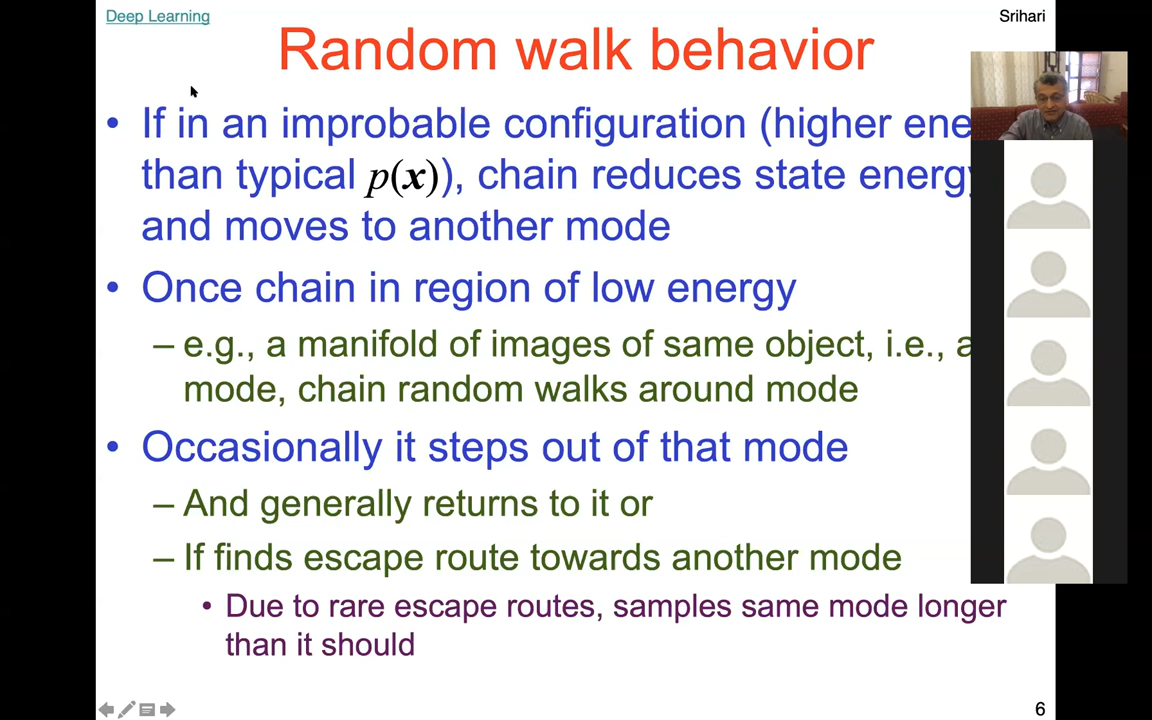 Deep Learning
Srihari
Random walk behavior
• If in an improbable configuration (higher ene
than typical p(x)), chain reduces state energy
and moves to another mode
• Once chain in region of low energy
– e.g., a manifold of images of same object, i.e., a
mode, chain random walks around mode
• Occasionally it steps out of that mode
– And generally returns to it or
– If finds escape route towards another mode
• Due to rare escape routes, samples same mode longer
than it should
6